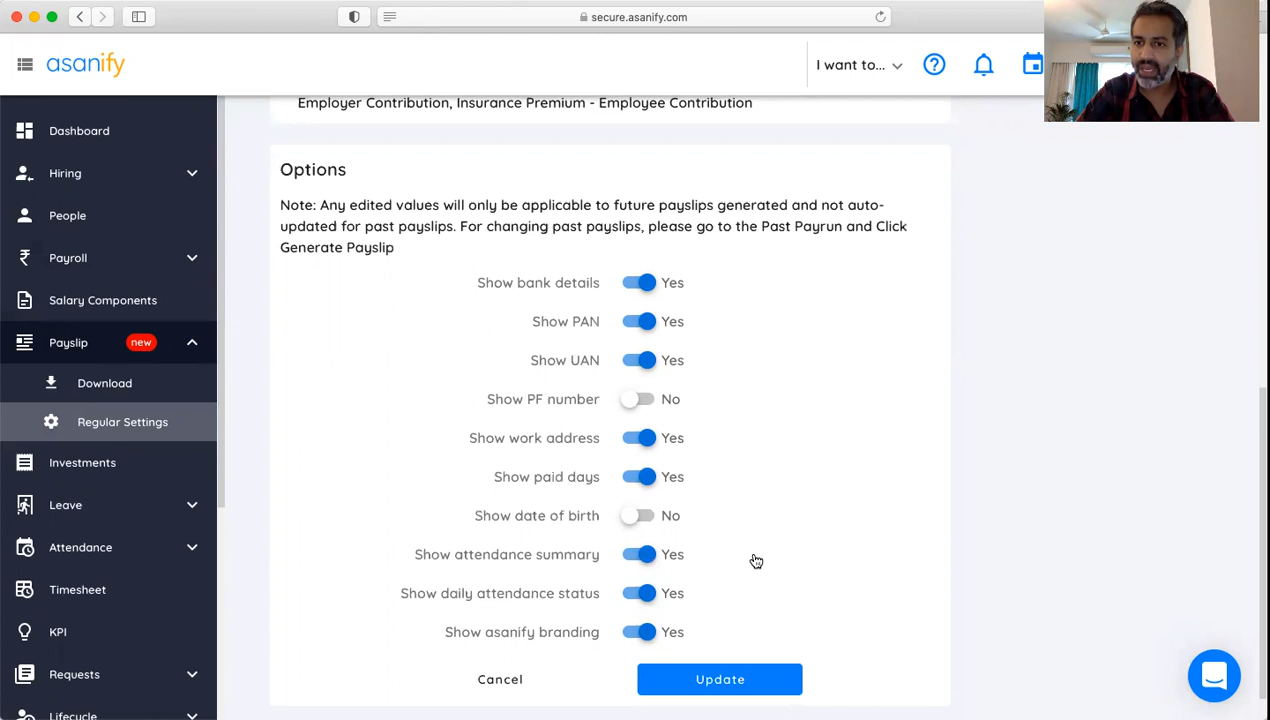 secure.asanify.com
asanify
I want to...
Dashboard
Hiring
People
Payroll
Salary Components
Payslip new
Download
Regular Settings
Investments
Leave
Attendance
Timesheet
KPI
Requests
Lifecycle
Employer Contribution, Insurance Premium - Employee Contribution
Options
Note: Any edited values will only be applicable to future payslips generated and not auto-
updated for past payslips. For changing past payslips, please go to the Past Payrun and Click
Generate Payslip
Show bank details Yes
Show PAN Yes
Show UAN Yes
Show PF number No
Show work address Yes
Show paid days Yes
Show date of birth No
Show attendance summary Yes
Show daily attendance status Yes
Show asanify branding Yes
Cancel Update